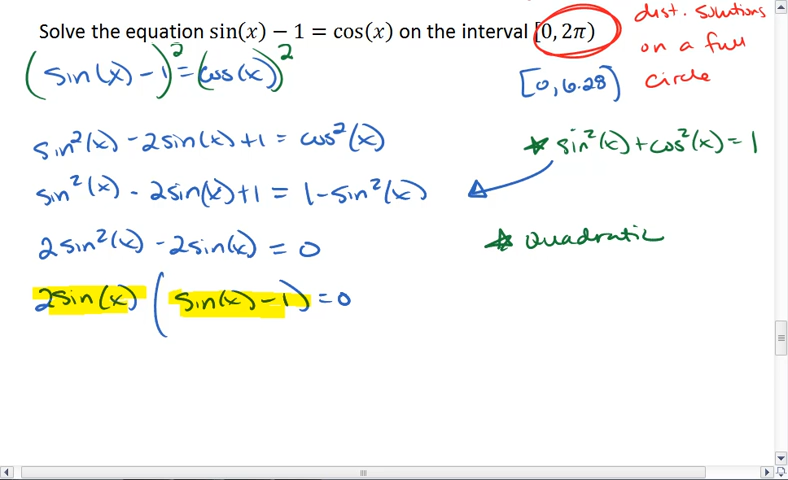 Solve the equation sin(x) − 1 = cos(x) on the interval [0, 2π)
dist. solutions
on a full
circle
(sin(x) - 1)² = (cos(x))²
[0, 6.28]
sin²(x) - 2sin(x) + 1 = cos²(x)
* sin²(x) + cos²(x) = 1
sin²(x) - 2sin(x) + 1 = 1 - sin²(x)
2sin²(x) - 2sin(x) = 0
* Quadratic
2sin(x) (sin(x) - 1) = 0